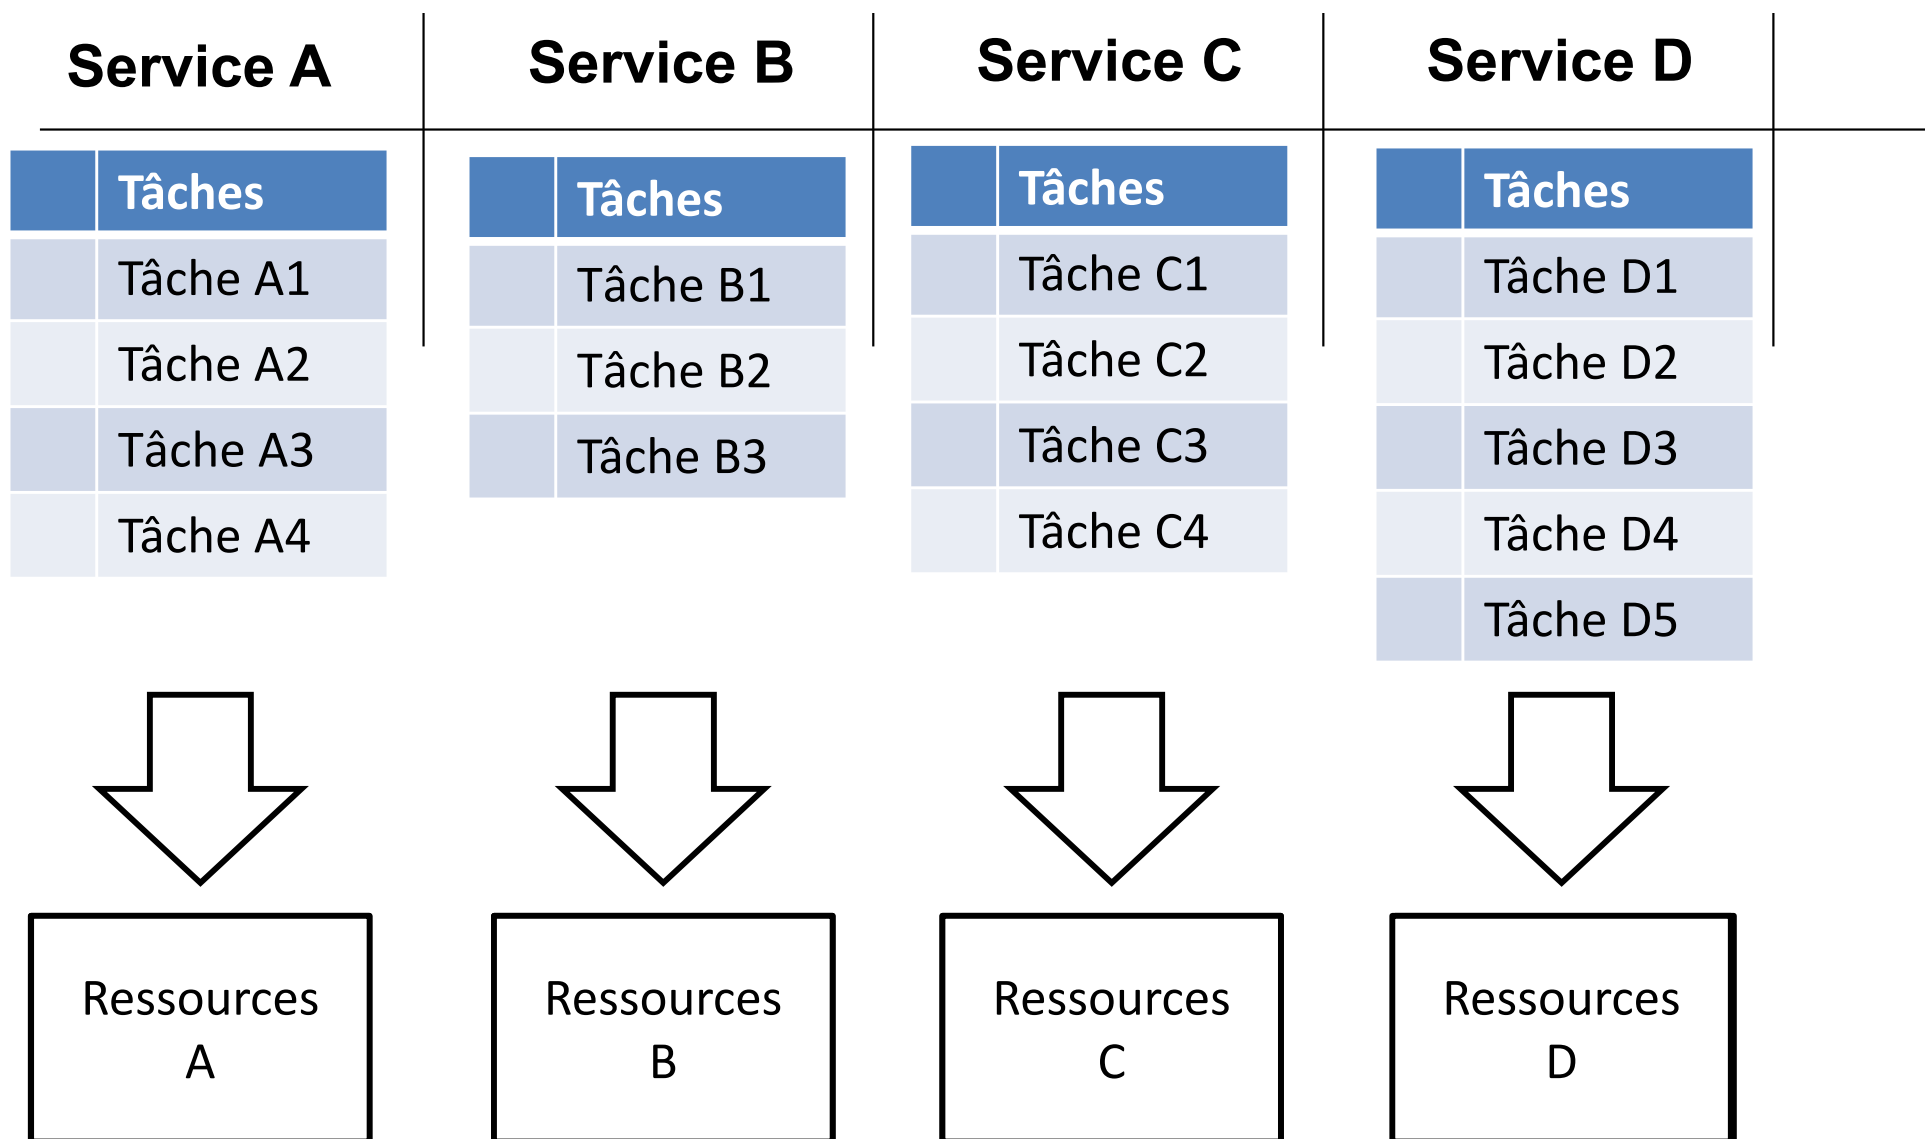 Service A
Service B
Service C
Service D
Tâches
Tâche A1
Tâche A2
Tâche A3
Tâche A4
Tâches
Tâche B1
Tâche B2
Tâche B3
Tâches
Tâche C1
Tâche C2
Tâche C3
Tâche C4
Tâches
Tâche D1
Tâche D2
Tâche D3
Tâche D4
Tâche D5
Ressources
A
Ressources
B
Ressources
C
Ressources
D